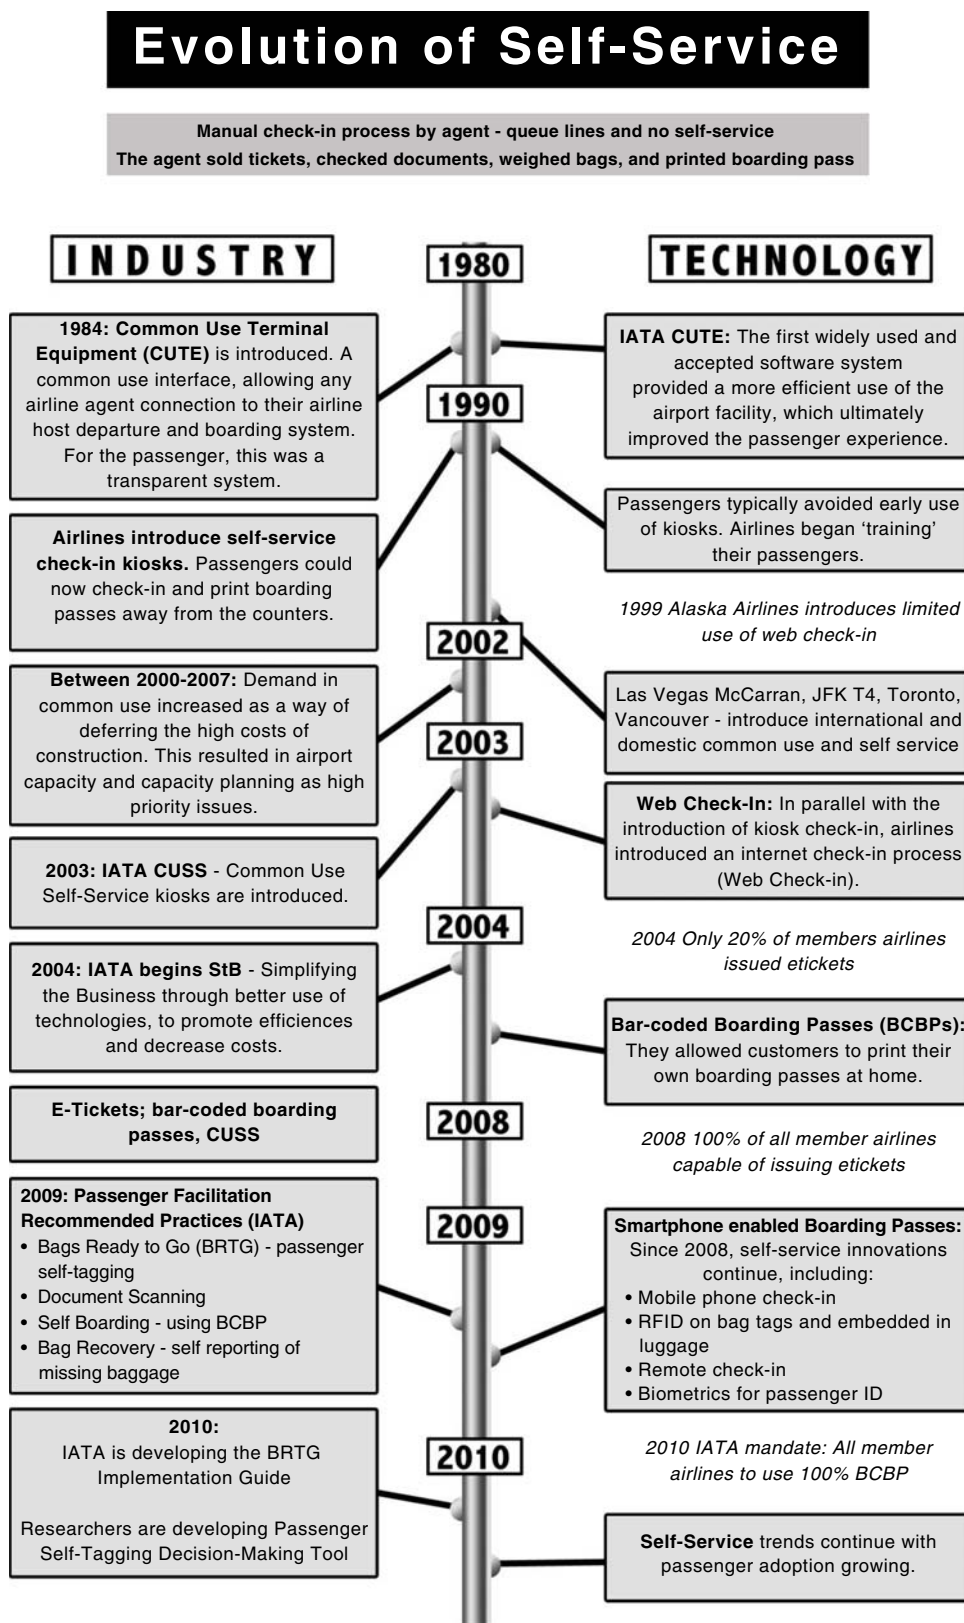 Evolution of Self-Service
Manual check-in process by agent - queue lines and no self-service
The agent sold tickets, checked documents, weighed bags, and printed boarding pass
INDUSTRY
1984: Common Use Terminal
Equipment (CUTE) is introduced. A
common use interface, allowing any
airline agent connection to their airline
host departure and boarding system.
For the passenger, this was a
transparent system.
Airlines introduce self-service
check-in kiosks. Passengers could
now check-in and print boarding
passes away from the counters.
Between 2000-2007: Demand in
common use increased as a way of
deferring the high costs of
construction. This resulted in airport
capacity and capacity planning as high
priority issues.
2003: IATA CUSS - Common Use
Self-Service kiosks are introduced.
2004: IATA begins StB - Simplifying
the Business through better use of
technologies, to promote efficiences
and decrease costs.
E-Tickets; bar-coded boarding
passes, CUSS
2009: Passenger Facilitation
Recommended Practices (IATA)
• Bags Ready to Go (BRTG) - passenger
self-tagging
• Document Scanning
• Self Boarding - using BCBP
• Bag Recovery - self reporting of
missing baggage
2010:
IATA is developing the BRTG
Implementation Guide
Researchers are developing Passenger
Self-Tagging Decision-Making Tool
1980
1990
2002
2003
2004
2008
2009
2010
TECHNOLOGY
IATA CUTE: The first widely used and
accepted software system
provided a more efficient use of the
airport facility, which ultimately
improved the passenger experience.
Passengers typically avoided early use
of kiosks. Airlines began ‘training’
their passengers.
1999 Alaska Airlines introduces limited
use of web check-in
Las Vegas McCarran, JFK T4, Toronto,
Vancouver - introduce international and
domestic common use and self service
Web Check-In: In parallel with the
introduction of kiosk check-in, airlines
introduced an internet check-in process
(Web Check-in).
2004 Only 20% of members airlines
issued etickets
Bar-coded Boarding Passes (BCBPs):
They allowed customers to print their
own boarding passes at home.
2008 100% of all member airlines
capable of issuing etickets
Smartphone enabled Boarding Passes:
Since 2008, self-service innovations
continue, including:
• Mobile phone check-in
• RFID on bag tags and embedded in
luggage
• Remote check-in
• Biometrics for passenger ID
2010 IATA mandate: All member
airlines to use 100% BCBP
Self-Service trends continue with
passenger adoption growing.